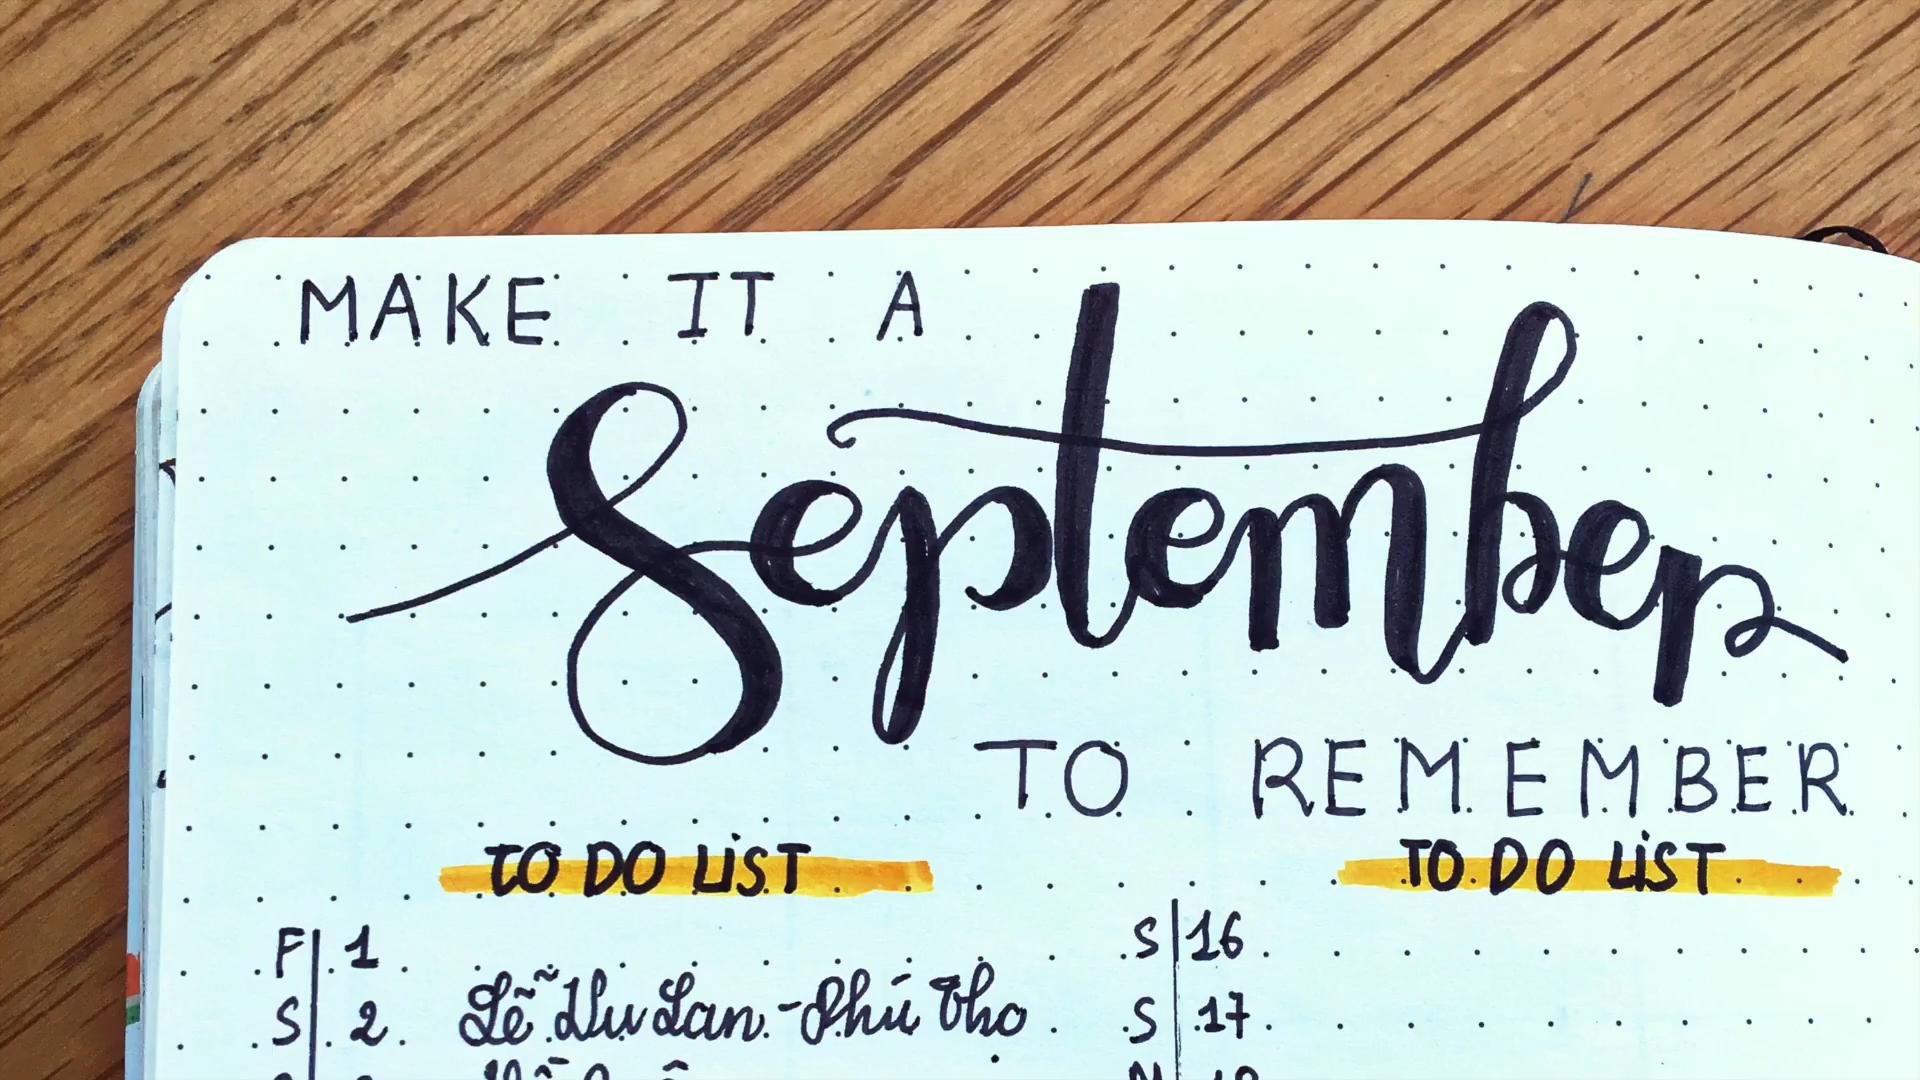 MAKE IT A
September
TO REMEMBER
TO DO LIST
F 1
S 2 Lễ Vu Lan - Phú Thọ
TO DO LIST
S 16
S 17